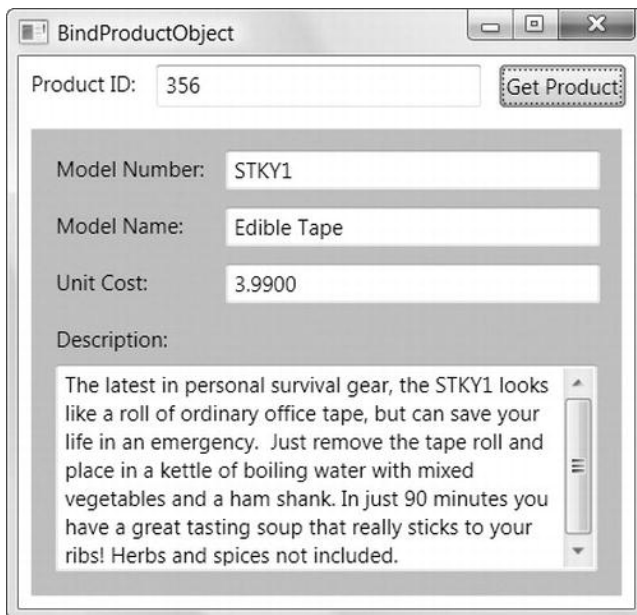 BindProductObject
Product ID: 356 Get Product
Model Number: STKY1
Model Name: Edible Tape
Unit Cost: 3.9900
Description:
The latest in personal survival gear, the STKY1 looks
like a roll of ordinary office tape, but can save your
life in an emergency.  Just remove the tape roll and
place in a kettle of boiling water with mixed
vegetables and a ham shank. In just 90 minutes you
have a great tasting soup that really sticks to your
ribs! Herbs and spices not included.